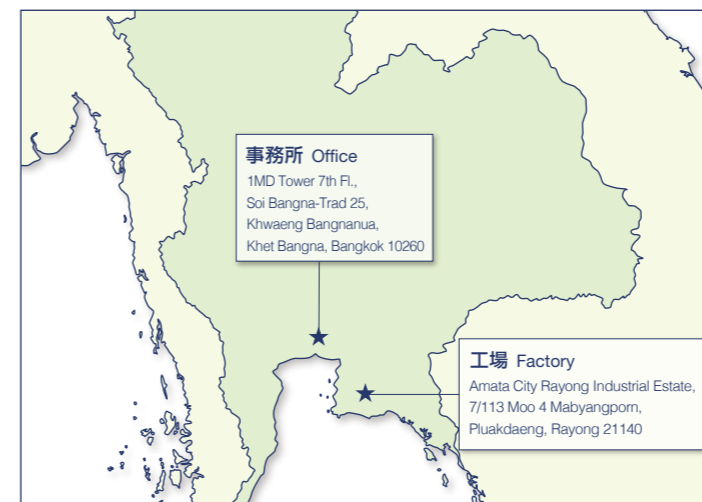 事務所 Office
1MD Tower 7th Fl.,
Soi Bangna-Trad 25,
Khwaeng Bangnanua,
Khet Bangna, Bangkok 10260
工場 Factory
Amata City Rayong Industrial Estate,
7/113 Moo 4 Mabyangporn,
Pluakdaeng, Rayong 21140